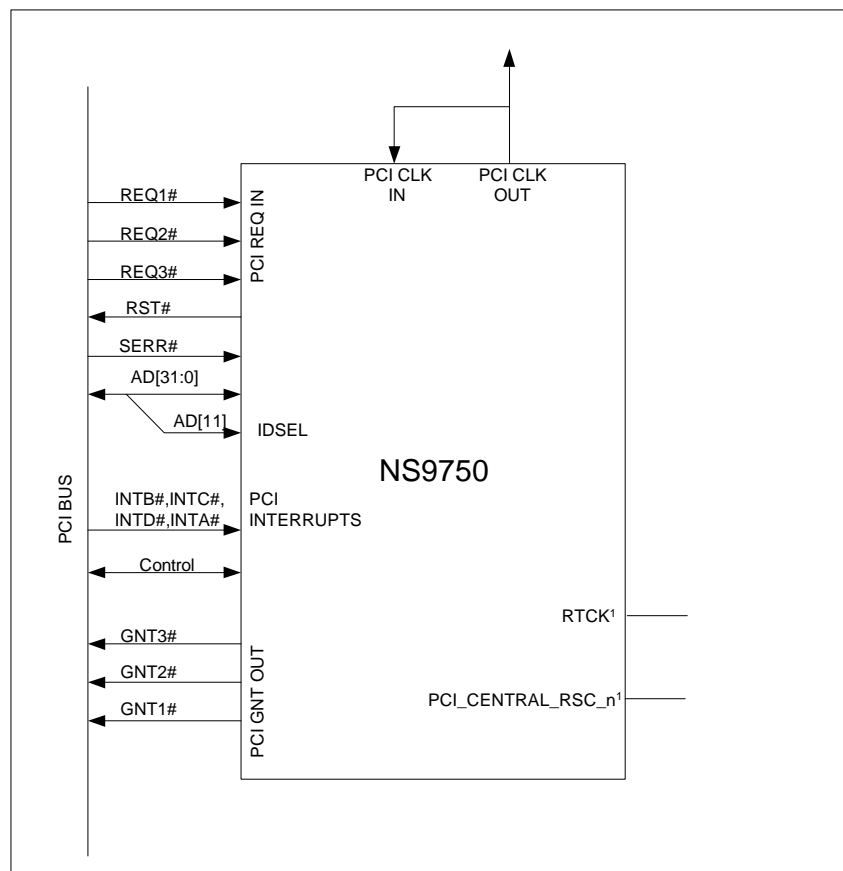 PCI CLK
IN
PCI CLK
OUT
REQ1#
REQ2#
REQ3#
PCI REQ IN
RST#
SERR#
AD[31:0]
AD[11]
IDSEL
NS9750
PCI BUS
INTB#,INTC#,
INTD#,INTA#
PCI
INTERRUPTS
Control
RTCK¹
GNT3#
GNT2#
GNT1#
PCI GNT OUT
PCI_CENTRAL_RSC_n¹